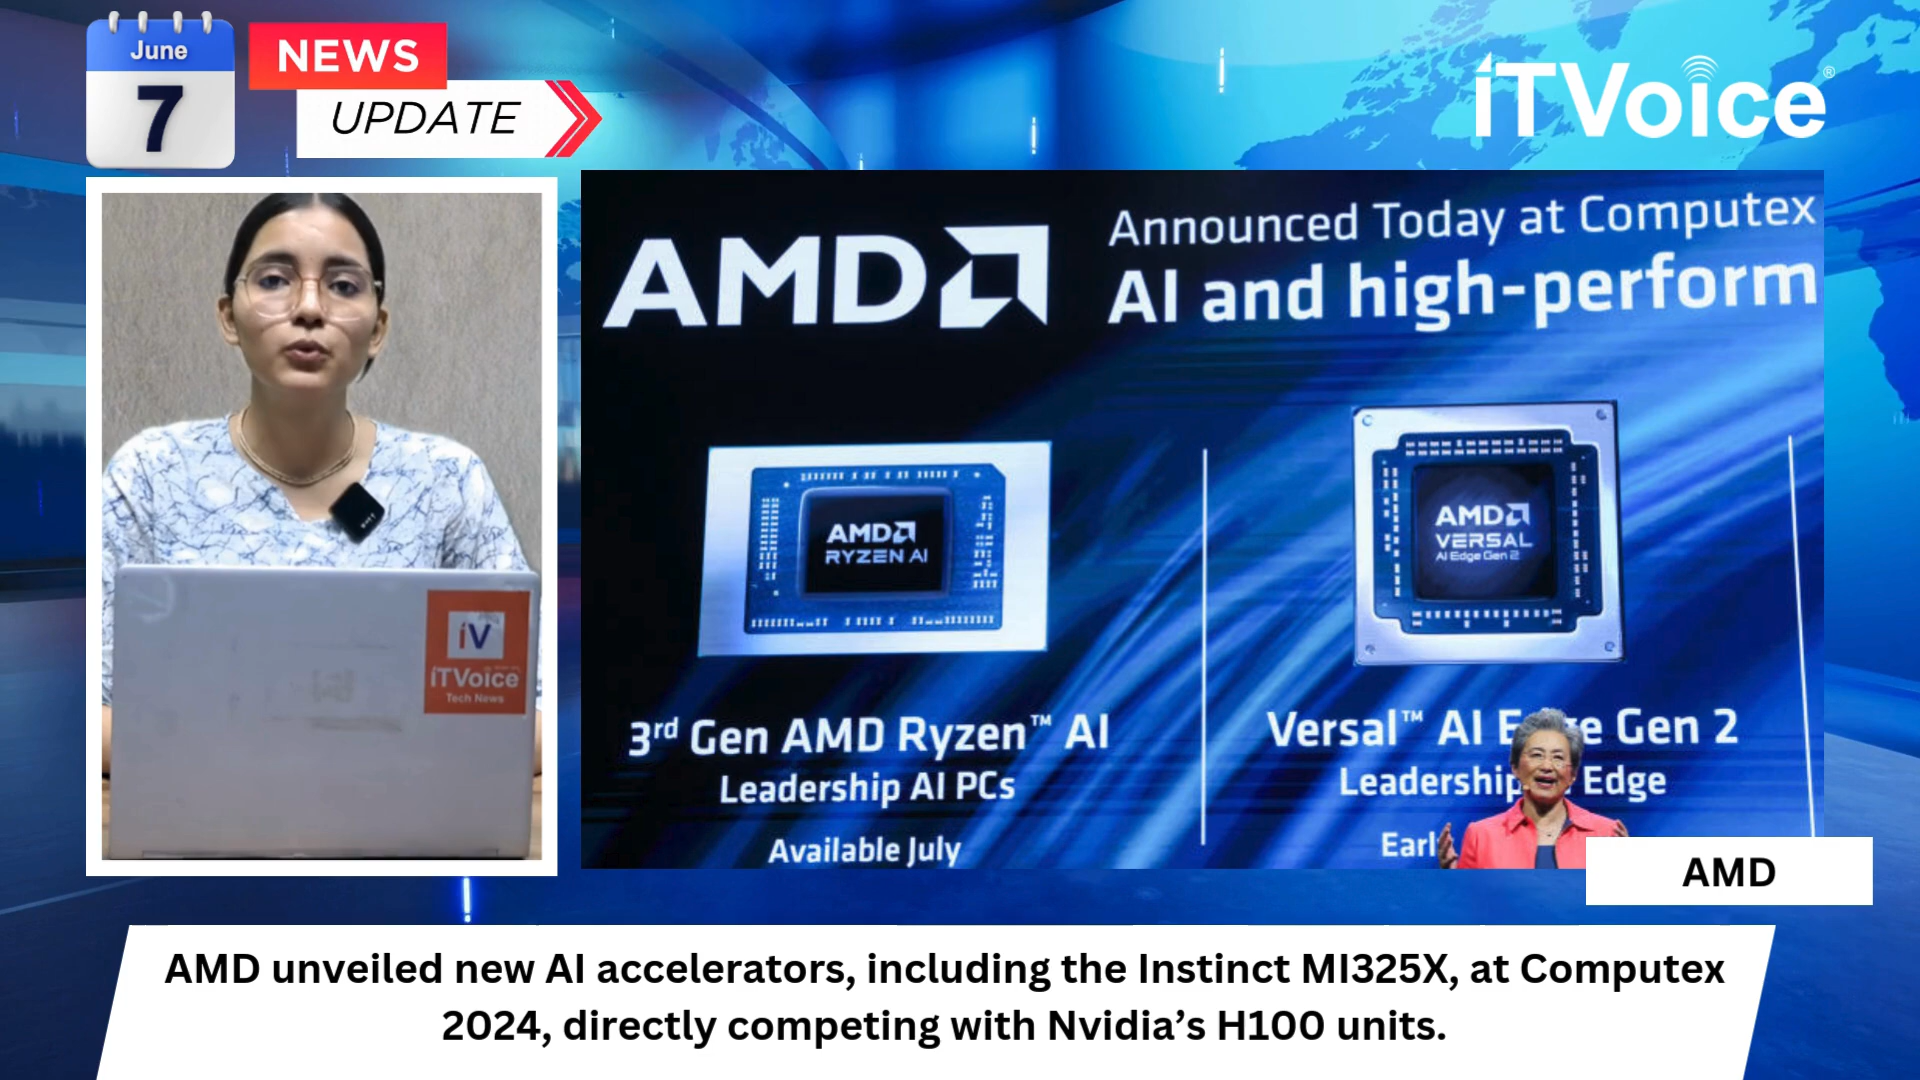 June
7
NEWS
UPDATE
iTVoice®
AMD
Announced Today at Computex
AI and high-perform
AMD
RYZEN AI
AMD
VERSAL
AI Edge Gen 2
3rd Gen AMD Ryzen™ AI
Leadership AI PCs
Available July
Versal™ AI E e Gen 2
Leadership Edge
Earl
iV
iTVoice
Tech News
AMD
AMD unveiled new AI accelerators, including the Instinct MI325X, at Computex
2024, directly competing with Nvidia’s H100 units.